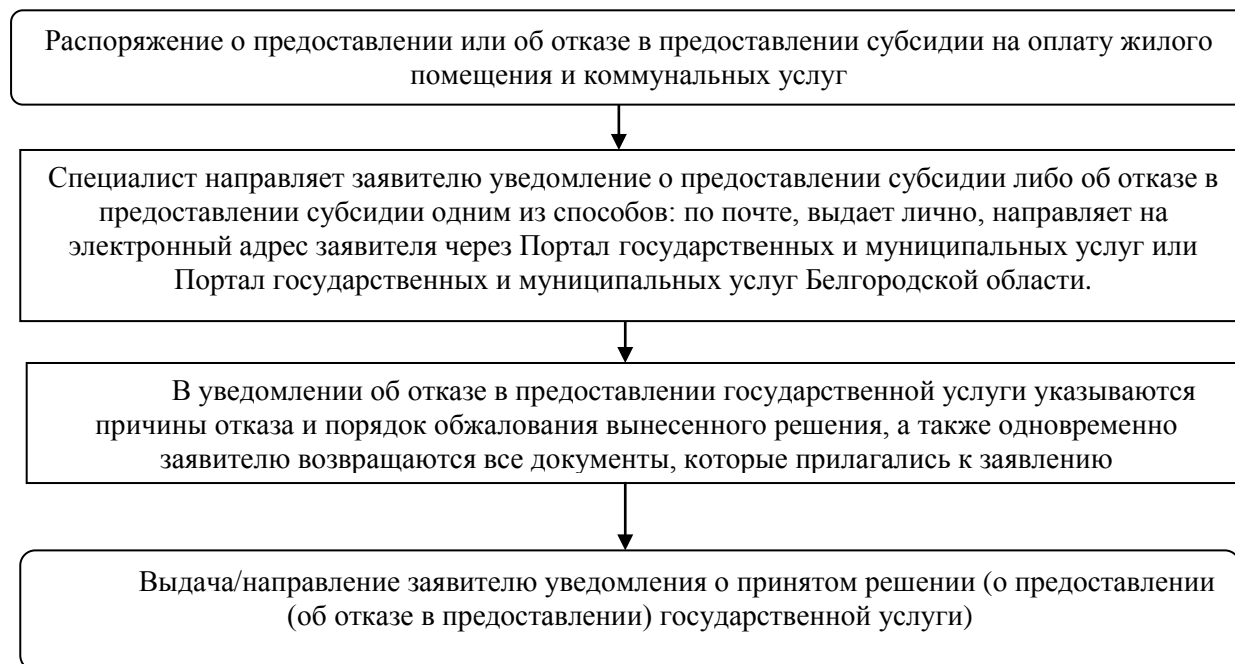 Распоряжение о предоставлении или об отказе в предоставлении субсидии на оплату жилого
помещения и коммунальных услуг
Специалист направляет заявителю уведомление о предоставлении субсидии либо об отказе в
предоставлении субсидии одним из способов: по почте, выдает лично, направляет на
электронный адрес заявителя через Портал государственных и муниципальных услуг или
Портал государственных и муниципальных услуг Белгородской области.
В уведомлении об отказе в предоставлении государственной услуги указываются
причины отказа и порядок обжалования вынесенного решения, а также одновременно
заявителю возвращаются все документы, которые прилагались к заявлению
Выдача/направление заявителю уведомления о принятом решении (о предоставлении
(об отказе в предоставлении) государственной услуги)